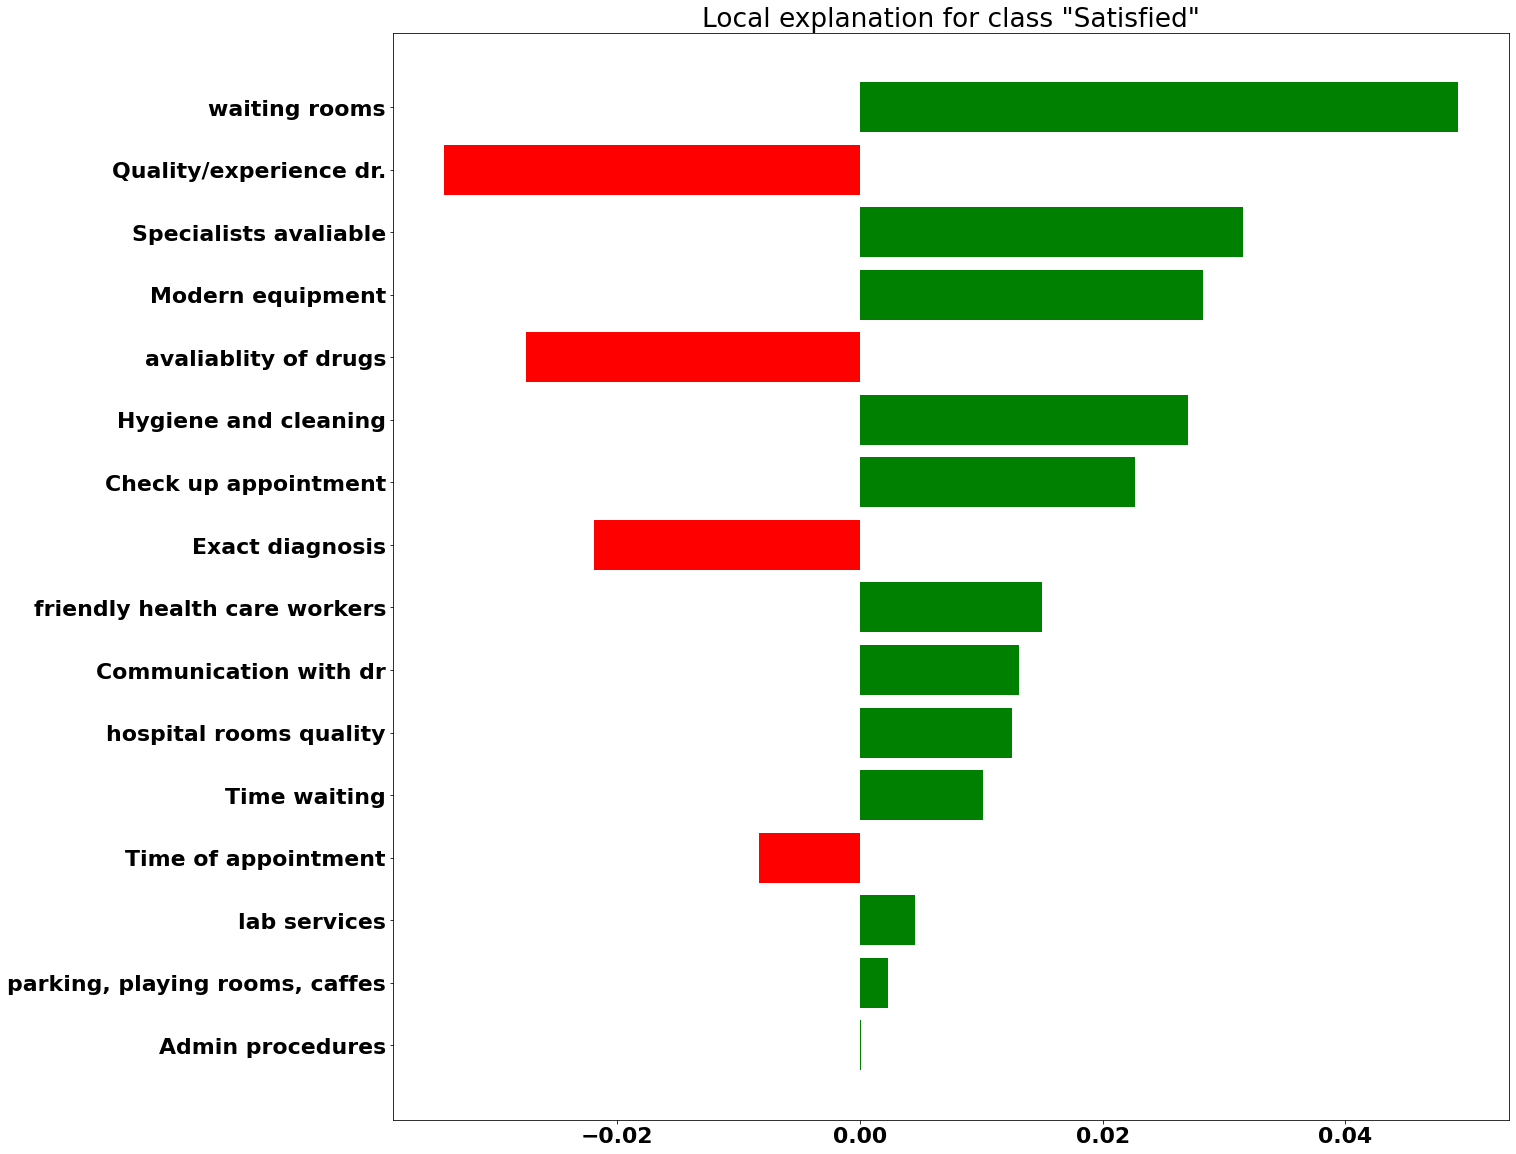 Local explanation for class "Satisfied"
waiting rooms
Quality/experience dr.
Specialists avaliable
Modern equipment
avaliablity of drugs
Hygiene and cleaning
Check up appointment
Exact diagnosis
friendly health care workers
Communication with dr
hospital rooms quality
Time waiting
Time of appointment
lab services
parking, playing rooms, caffes
Admin procedures
−0.02 0.00 0.02 0.04